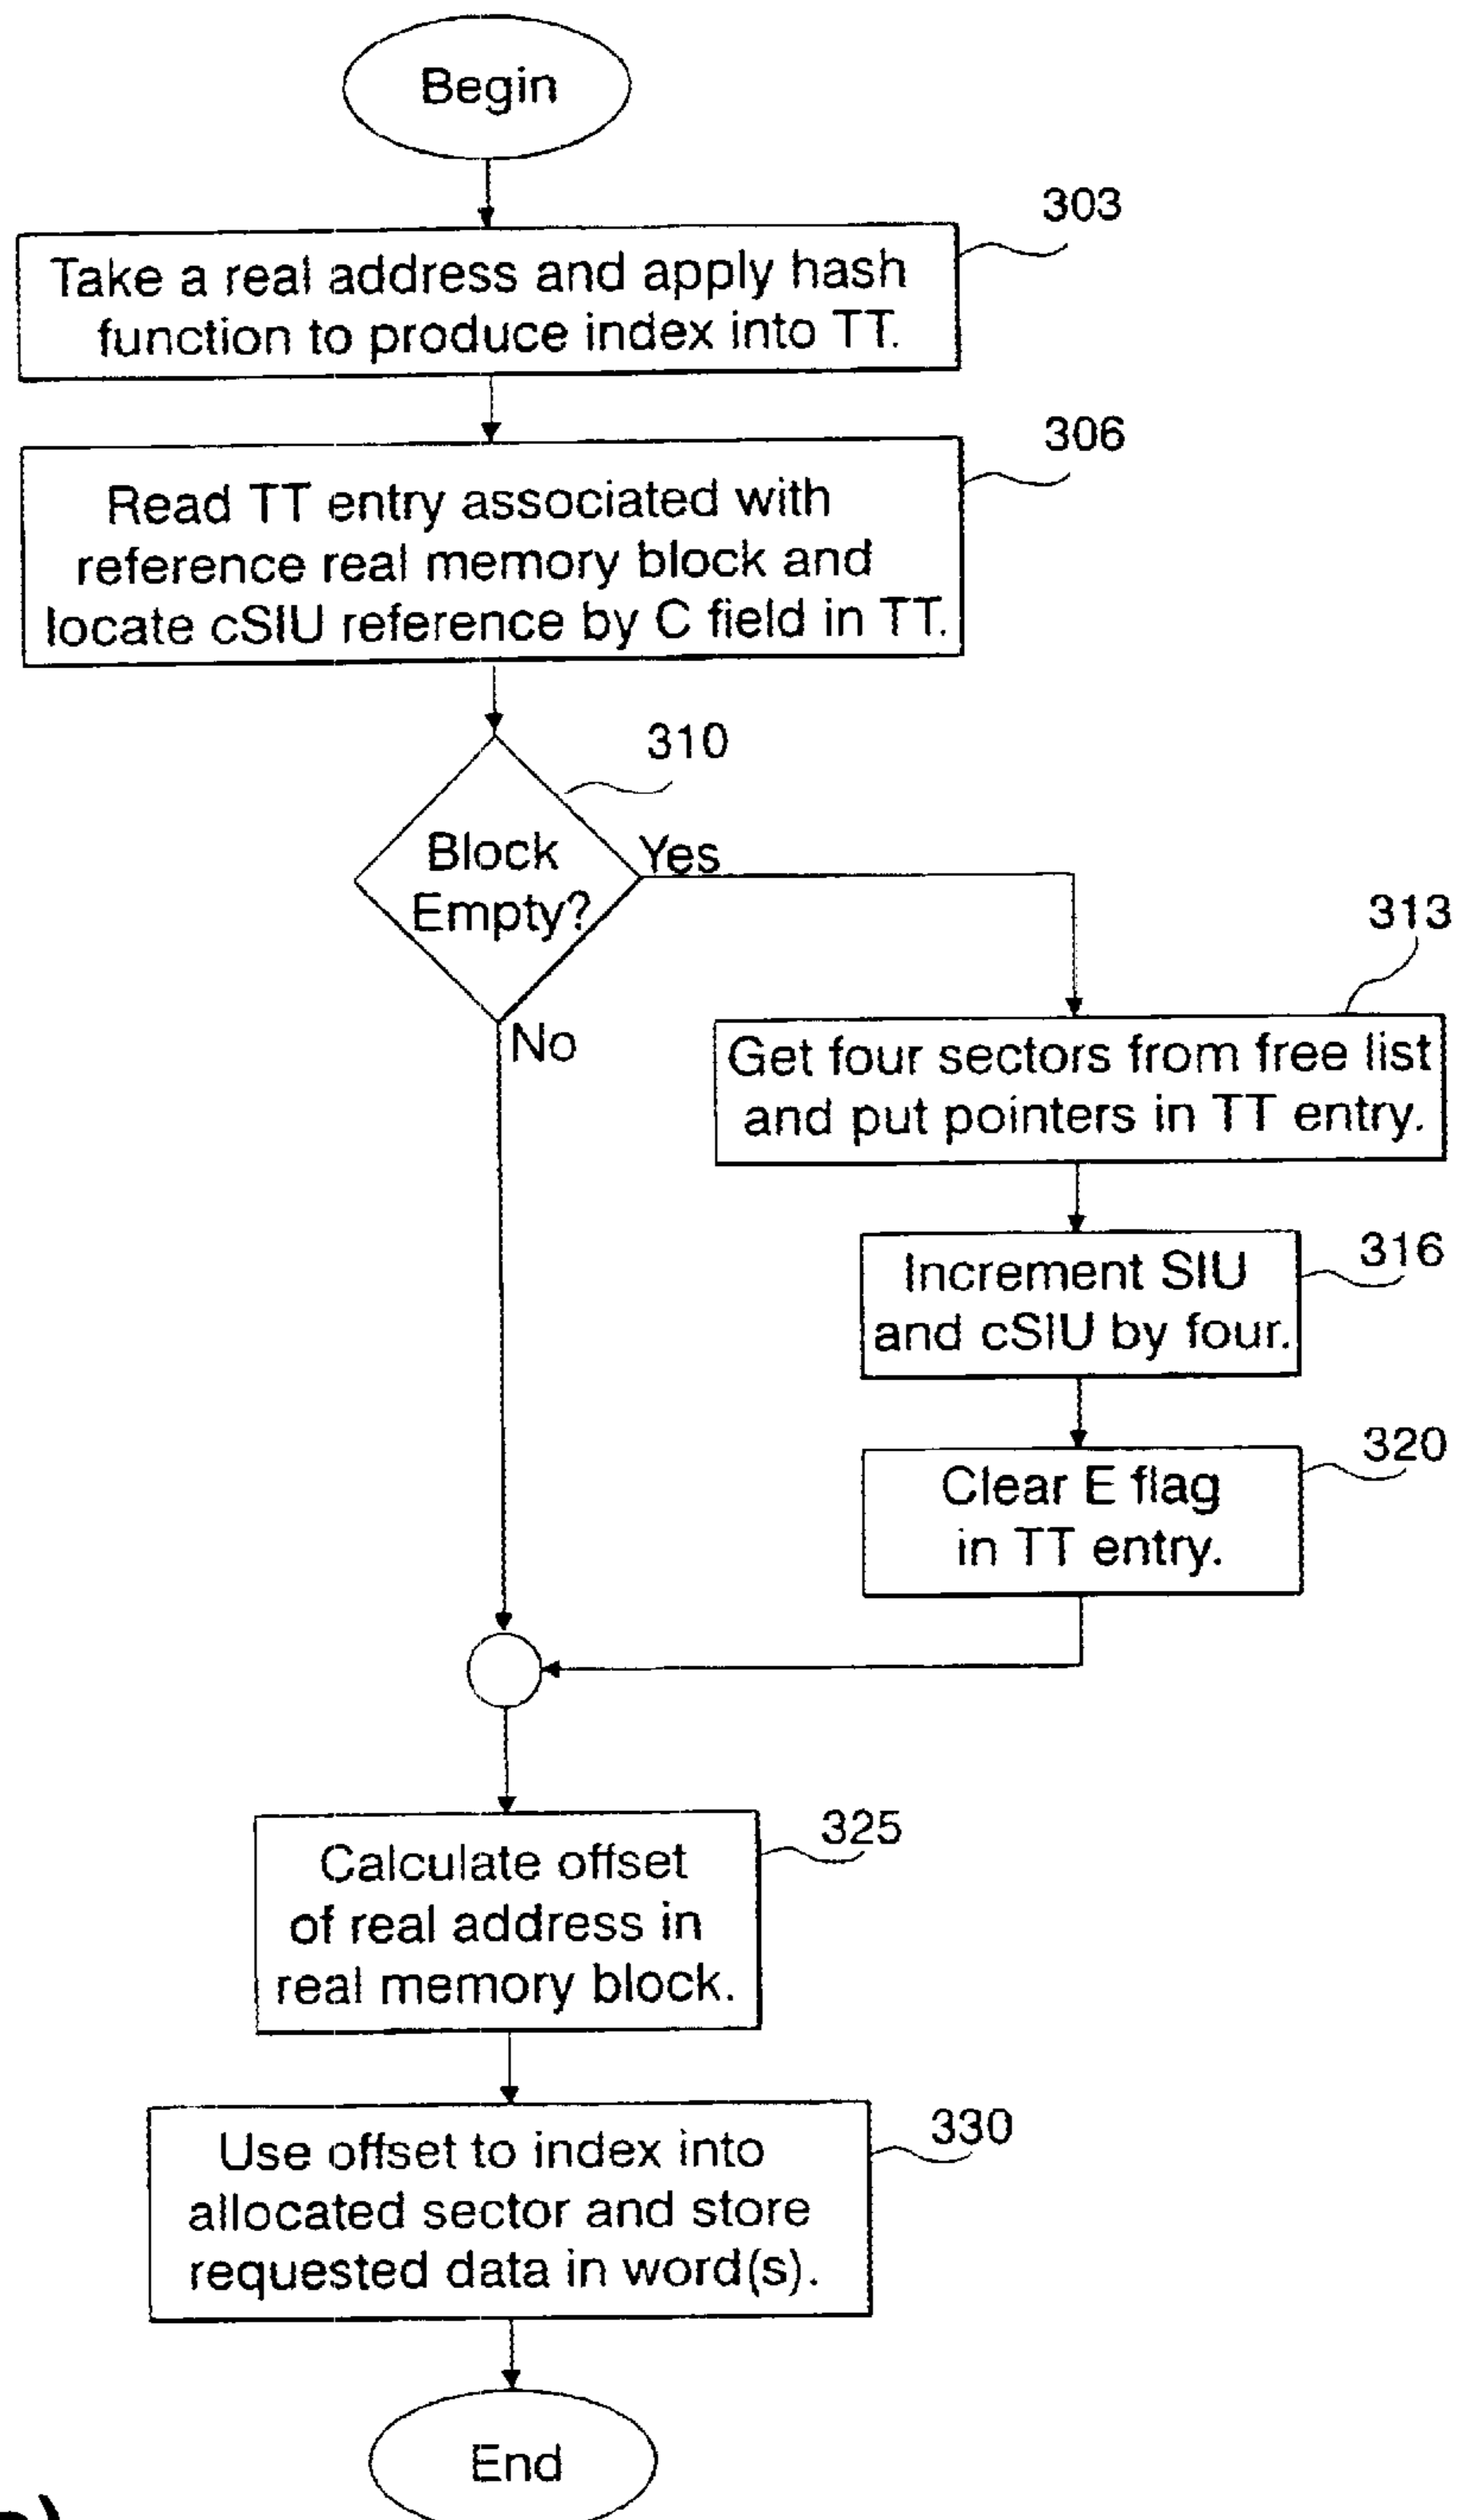 Begin
303
Take a real address and apply hash
function to produce index into TT.
306
Read TT entry associated with
reference real memory block and
locate cSIU reference by C field in TT.
310
Block
Empty?
Yes
No
313
Get four sectors from free list
and put pointers in TT entry.
316
Increment SIU
and cSIU by four.
320
Clear E flag
in TT entry.
325
Calculate offset
of real address in
real memory block.
330
Use offset to index into
allocated sector and store
requested data in word(s).
End